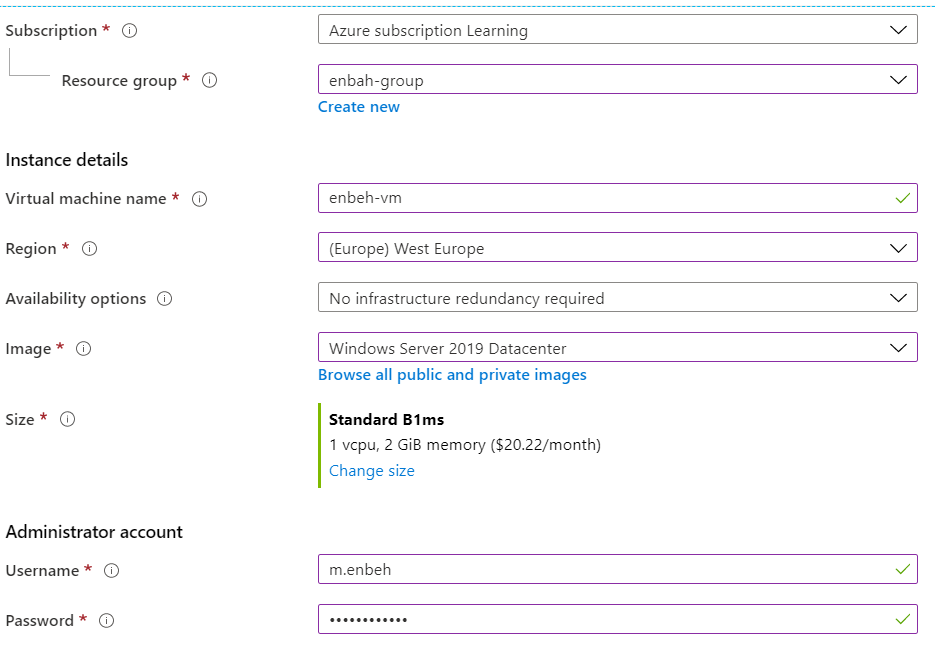 Subscription * Azure subscription Learning
Resource group * enbah-group
Create new
Instance details
Virtual machine name * enbeh-vm
Region * (Europe) West Europe
Availability options No infrastructure redundancy required
Image * Windows Server 2019 Datacenter
Browse all public and private images
Size * Standard B1ms
1 vcpu, 2 GiB memory ($20.22/month)
Change size
Administrator account
Username * m.enbeh
Password * ••••••••••••